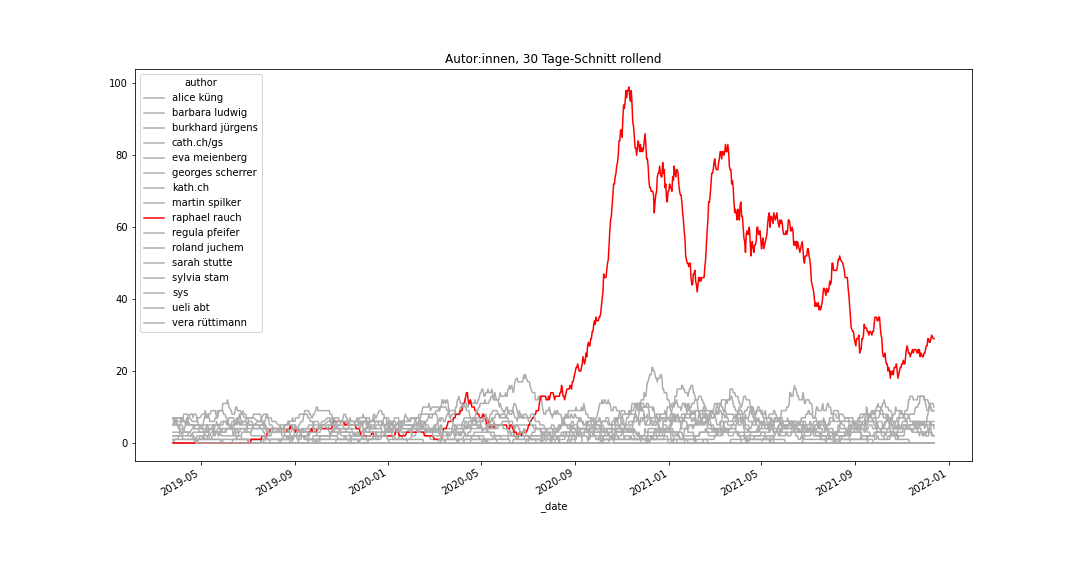 Autor:innen, 30 Tage-Schnitt rollend
author
alice küng
barbara ludwig
burkhard jürgens
cath.ch/gs
eva meienberg
georges scherrer
kath.ch
martin spilker
raphael rauch
regula pfeifer
roland juchem
sarah stutte
sylvia stam
sys
ueli abt
vera rüttimann
100
80
60
40
20
0
2019-05
2019-09
2020-01
2020-05
2020-09
2021-01
2021-05
2021-09
2022-01
_date